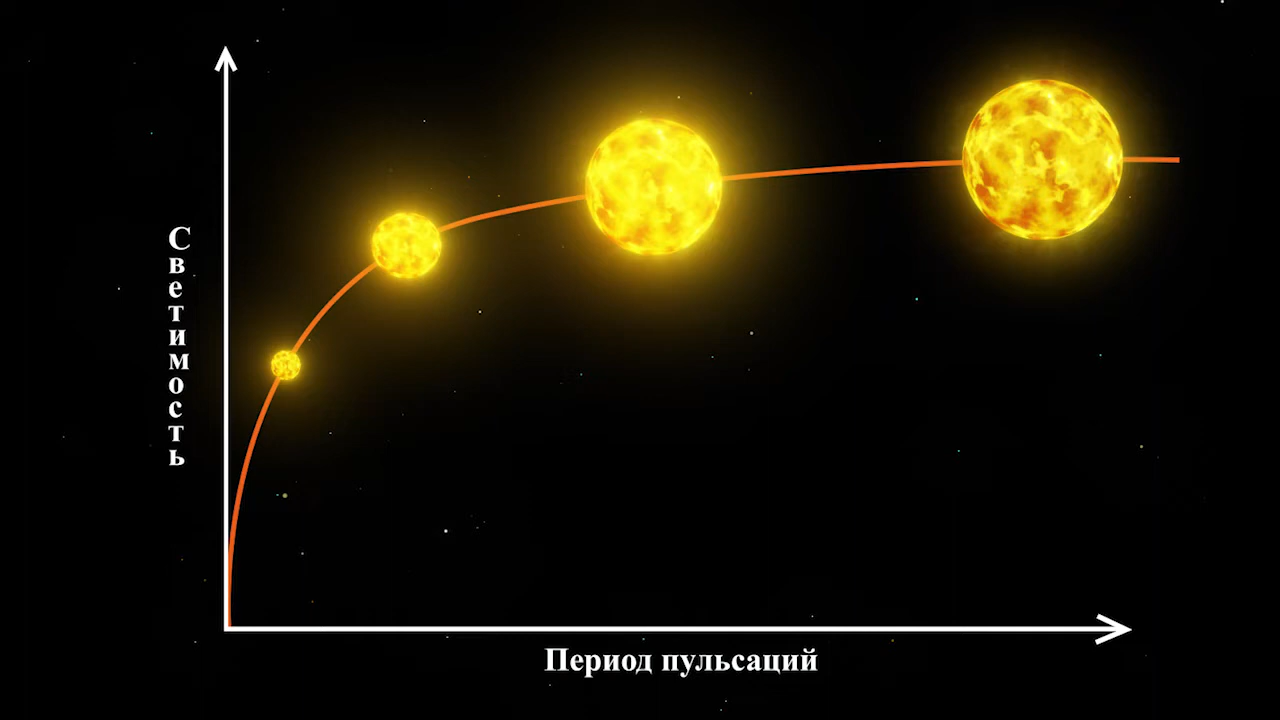 Светимость
Период пульсаций